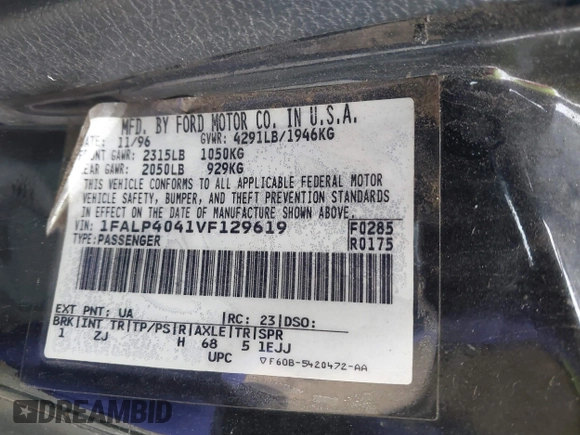 MFD. BY FORD MOTOR CO. IN U.S.A.
DATE: 11/96 GVWR: 4291LB/1946KG
FRONT GAWR: 2315LB 1050KG
REAR GAWR: 2050LB 929KG
THIS VEHICLE CONFORMS TO ALL APPLICABLE FEDERAL MOTOR
VEHICLE SAFETY, BUMPER, AND THEFT PREVENTION STANDARDS
IN EFFECT ON THE DATE OF MANUFACTURE SHOWN ABOVE.
VIN: 1FALP4041VF129619 F0285
TYPE: PASSENGER R0175
EXT PNT: UA RC: 23 DSO:
BRK INT TR TP/PS R AXLE TR SPR
1 ZJ H 68 5 1EJJ
UPC ▽F60B-5420472-AA
DREAMBID